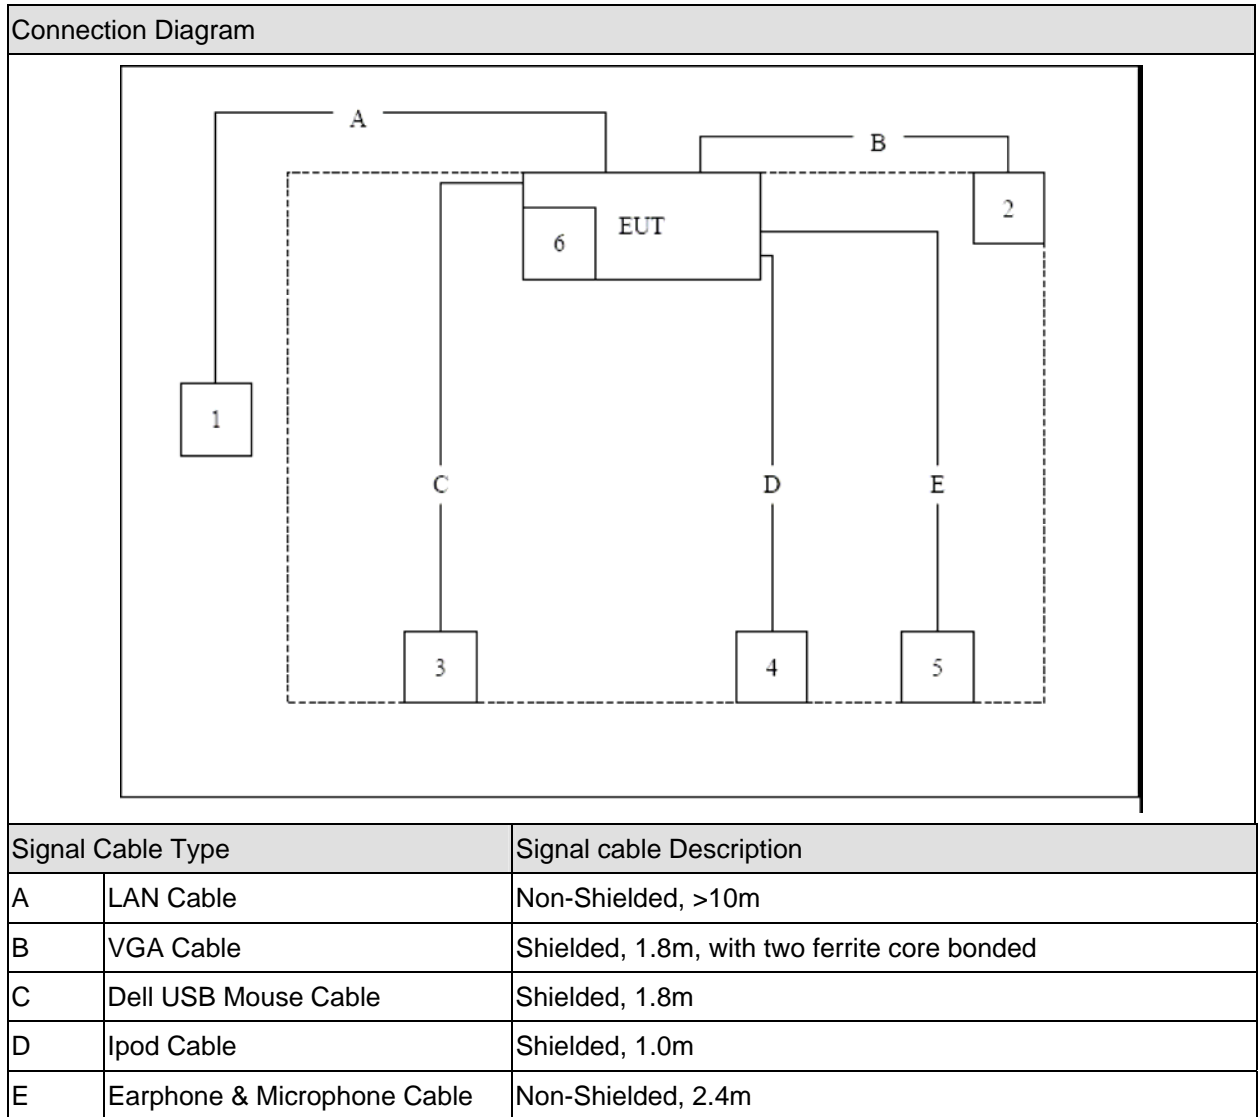 Connection Diagram
A
B
2
EUT
6
1
C
D
E
3
4
5
Signal Cable Type Signal cable Description
A LAN Cable Non-Shielded, >10m
B VGA Cable Shielded, 1.8m, with two ferrite core bonded
C Dell USB Mouse Cable Shielded, 1.8m
D Ipod Cable Shielded, 1.0m
E Earphone & Microphone Cable Non-Shielded, 2.4m